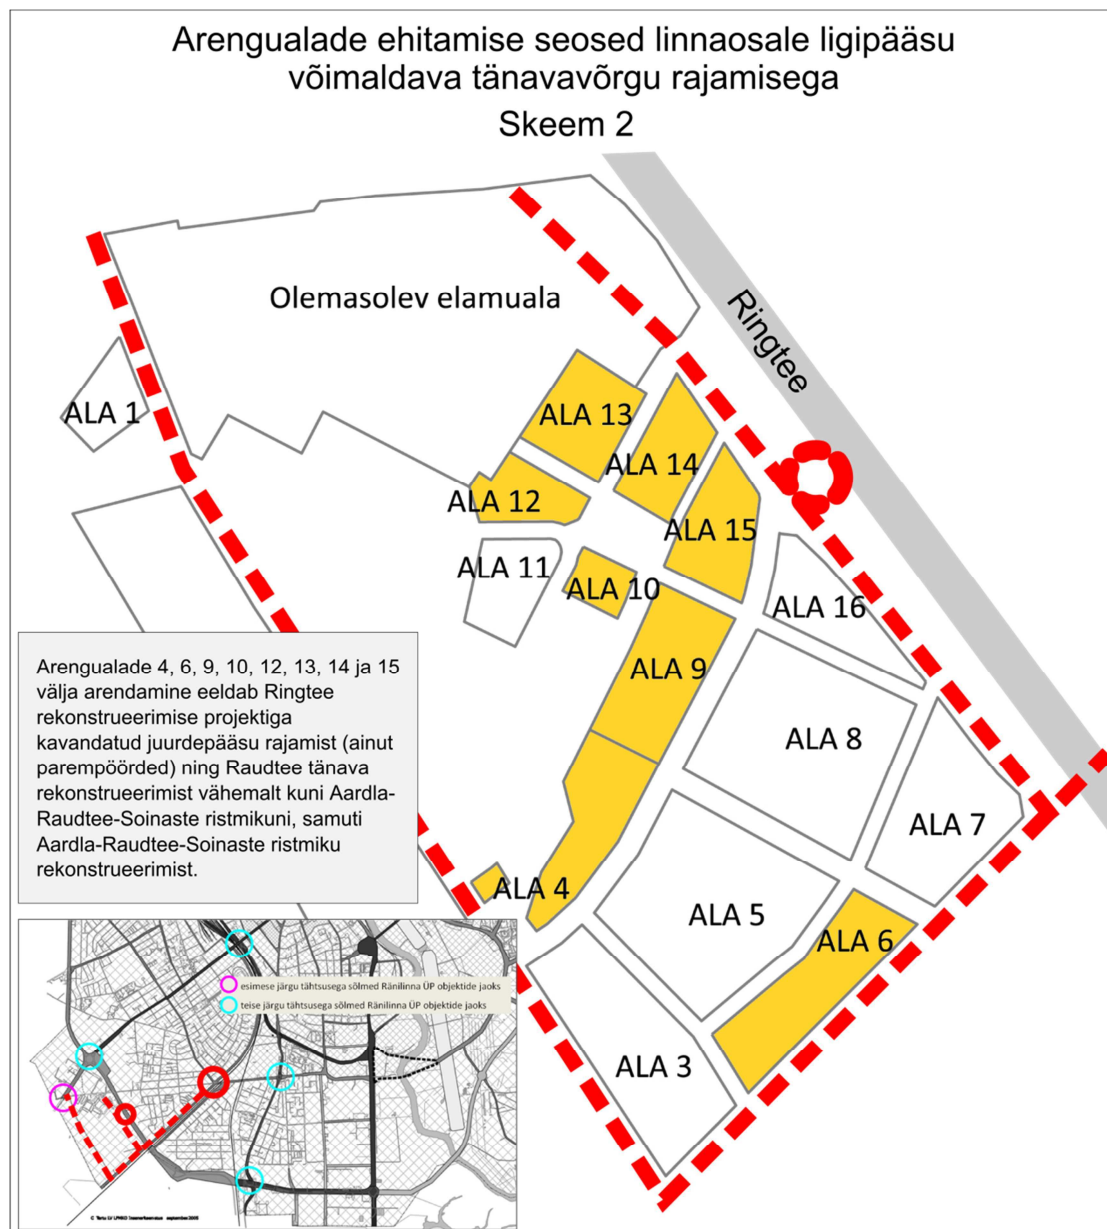 Arengualade ehitamise seosed linnaosale ligipääsu
võimaldava tänavavõrgu rajamisega
Skeem 2
Ringtee
Olemasolev elamuala
ALA 1
ALA 13
ALA 14
ALA 12
ALA 15
ALA 11
ALA 10
ALA 16
ALA 9
ALA 8
ALA 7
ALA 4
ALA 5
ALA 6
ALA 3
Arengualade 4, 6, 9, 10, 12, 13, 14 ja 15
välja arendamine eeldab Ringtee
rekonstrueerimise projektiga
kavandatud juurdepääsu rajamist (ainut
parempöörded) ning Raudtee tänava
rekonstrueerimist vähemalt kuni Aardla-
Raudtee-Soinaste ristmikuni, samuti
Aardla-Raudtee-Soinaste ristmiku
rekonstrueerimist.
esimese järgu tähtsusega sõlmed Ränilinna ÜP objektide jaoks
teise järgu tähtsusega sõlmed Ränilinna ÜP objektide jaoks